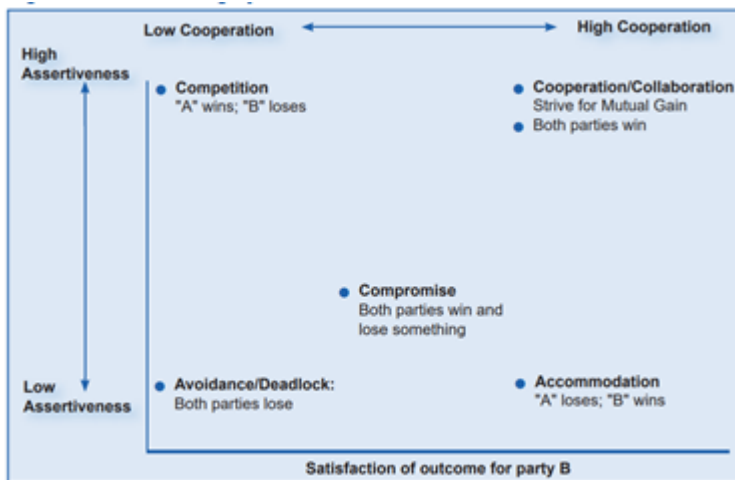 Low Cooperation
High Cooperation
High
Assertiveness
Competition
"A" wins; "B" loses
Cooperation/Collaboration
Strive for Mutual Gain
Both parties win
Compromise
Both parties win and
lose something
Low
Assertiveness
Avoidance/Deadlock:
Both parties lose
Accommodation
"A" loses; "B" wins
Satisfaction of outcome for party B